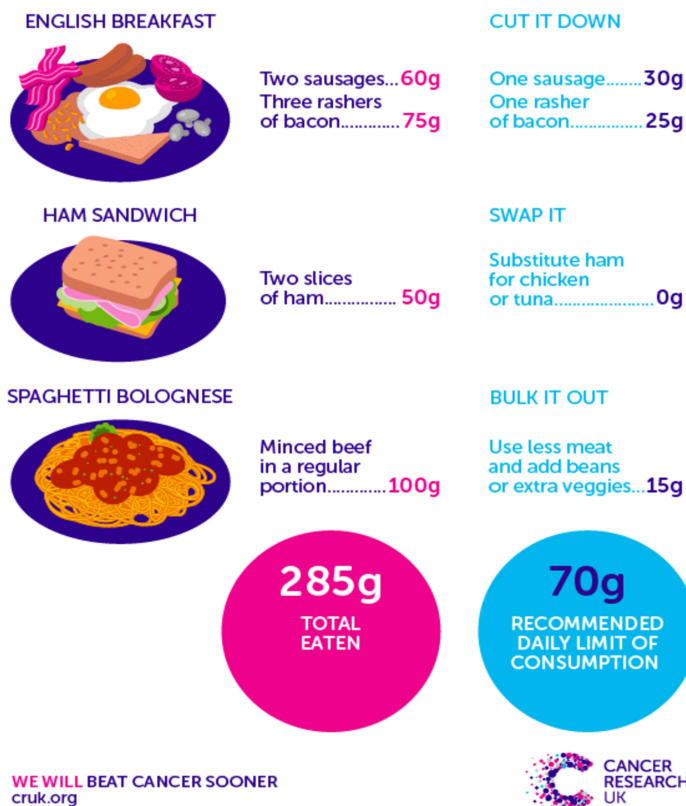 ENGLISH BREAKFAST
Two sausages...60g
Three rashers
of bacon.............75g
CUT IT DOWN
One sausage........30g
One rasher
of bacon................25g
HAM SANDWICH
Two slices
of ham................50g
SWAP IT
Substitute ham
for chicken
or tuna......................0g
SPAGHETTI BOLOGNESE
Minced beef
in a regular
portion.............100g
BULK IT OUT
Use less meat
and add beans
or extra veggies...15g
285g
TOTAL
EATEN
70g
RECOMMENDED
DAILY LIMIT OF
CONSUMPTION
WE WILL BEAT CANCER SOONER
cruk.org
CANCER
RESEARCH
UK